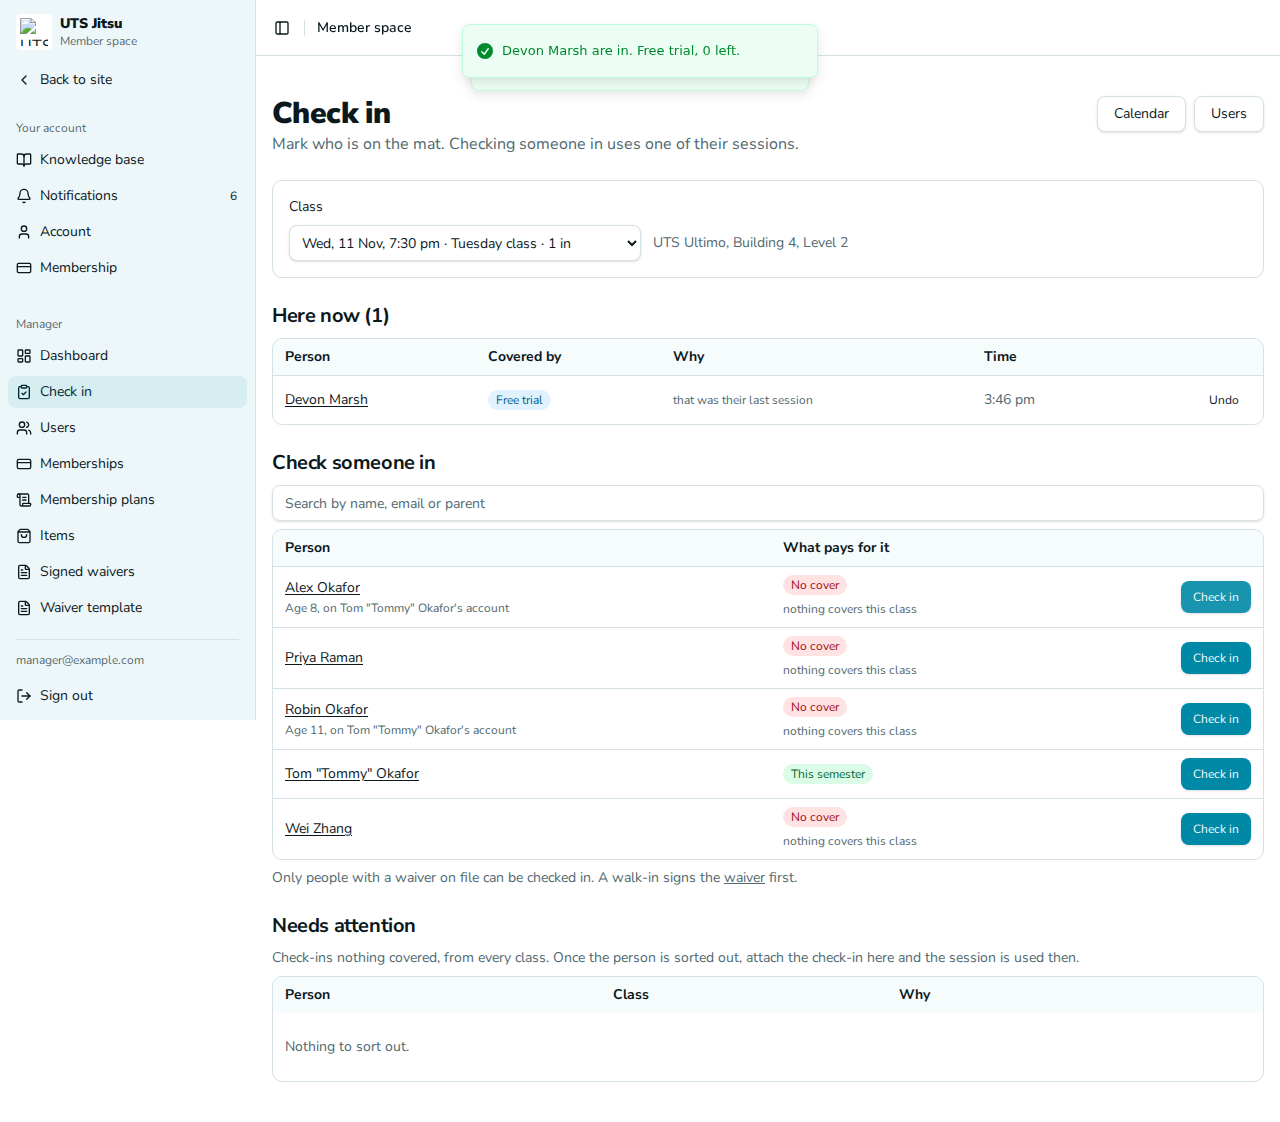 UTS Jitsu
Member space
Back to site
Your account
Knowledge base
Notifications 6
Account
Membership
Manager
Dashboard
Check in
Users
Memberships
Membership plans
Items
Signed waivers
Waiver template
manager@example.com
Sign out
Member space
Devon Marsh are in. Free trial, 0 left.
Check in
Mark who is on the mat. Checking someone in uses one of their sessions.
Calendar
Users
Class
Wed, 11 Nov, 7:30 pm · Tuesday class · 1 in
UTS Ultimo, Building 4, Level 2
Here now (1)
Person Covered by Why Time
Devon Marsh Free trial that was their last session 3:46 pm Undo
Check someone in
Search by name, email or parent
Person What pays for it
Alex Okafor No cover Check in
Age 8, on Tom "Tommy" Okafor's account nothing covers this class
Priya Raman No cover Check in
nothing covers this class
Robin Okafor No cover Check in
Age 11, on Tom "Tommy" Okafor's account nothing covers this class
Tom "Tommy" Okafor This semester Check in
Wei Zhang No cover Check in
nothing covers this class
Only people with a waiver on file can be checked in. A walk-in signs the waiver first.
Needs attention
Check-ins nothing covered, from every class. Once the person is sorted out, attach the check-in here and the session is used then.
Person Class Why
Nothing to sort out.